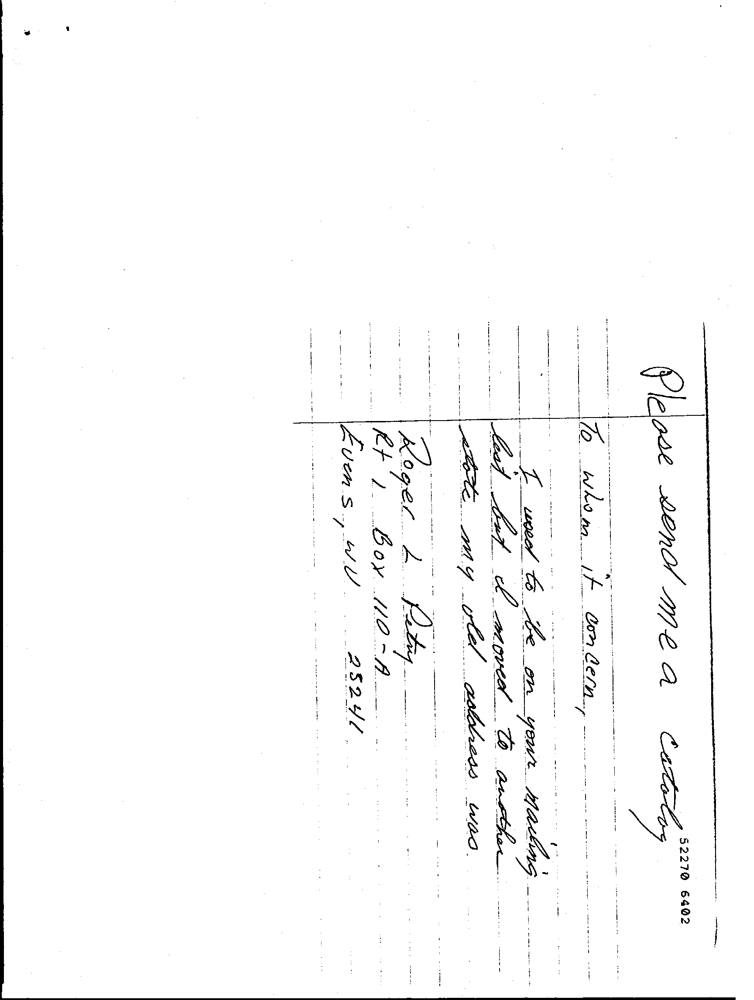 Please send me a catolog
52270 6402
To whom it concern,
I used to be on your mailing
list but I moved to another
state my old address was
Roger L Petry
Rt 1 Box 110-A
Evans, WV 25241